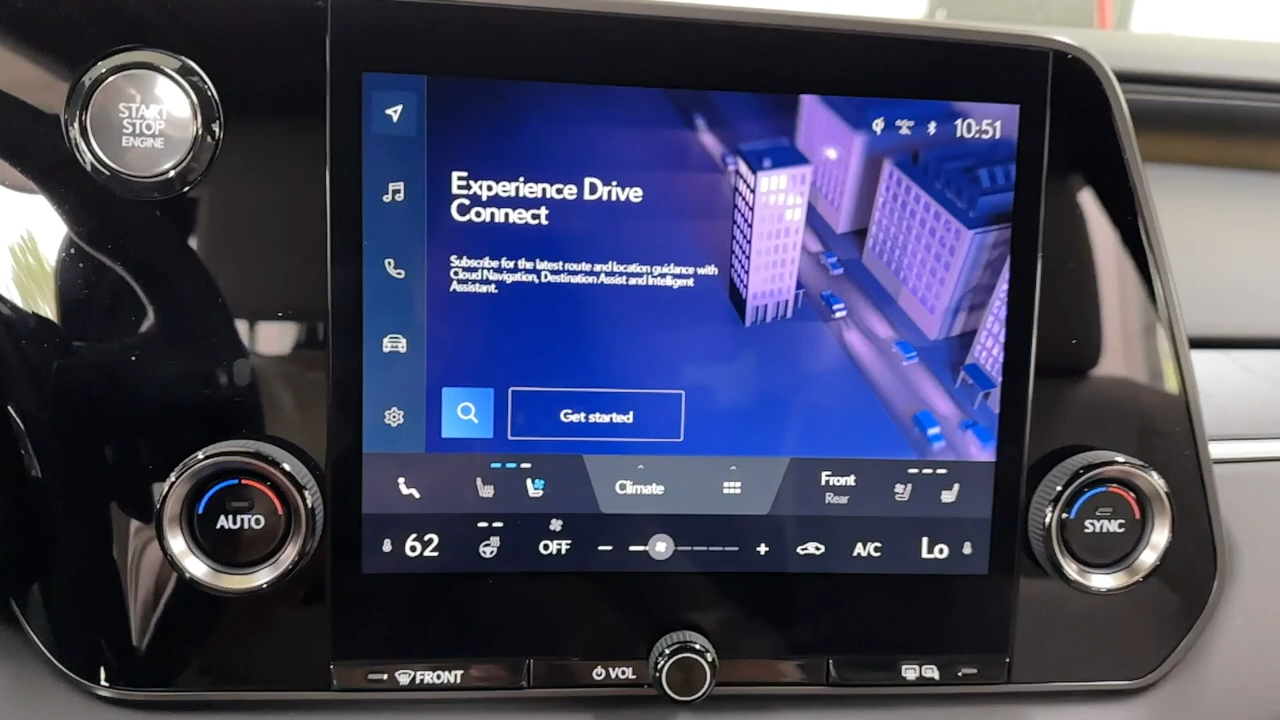 START
STOP
ENGINE
10:51
Experience Drive
Connect
Subscribe for the latest route and location guidance with
Cloud Navigation, Destination Assist and Intelligent
Assistant.
Get started
Climate
Front
Rear
AUTO
SYNC
62
OFF
A/C
Lo
FRONT
VOL